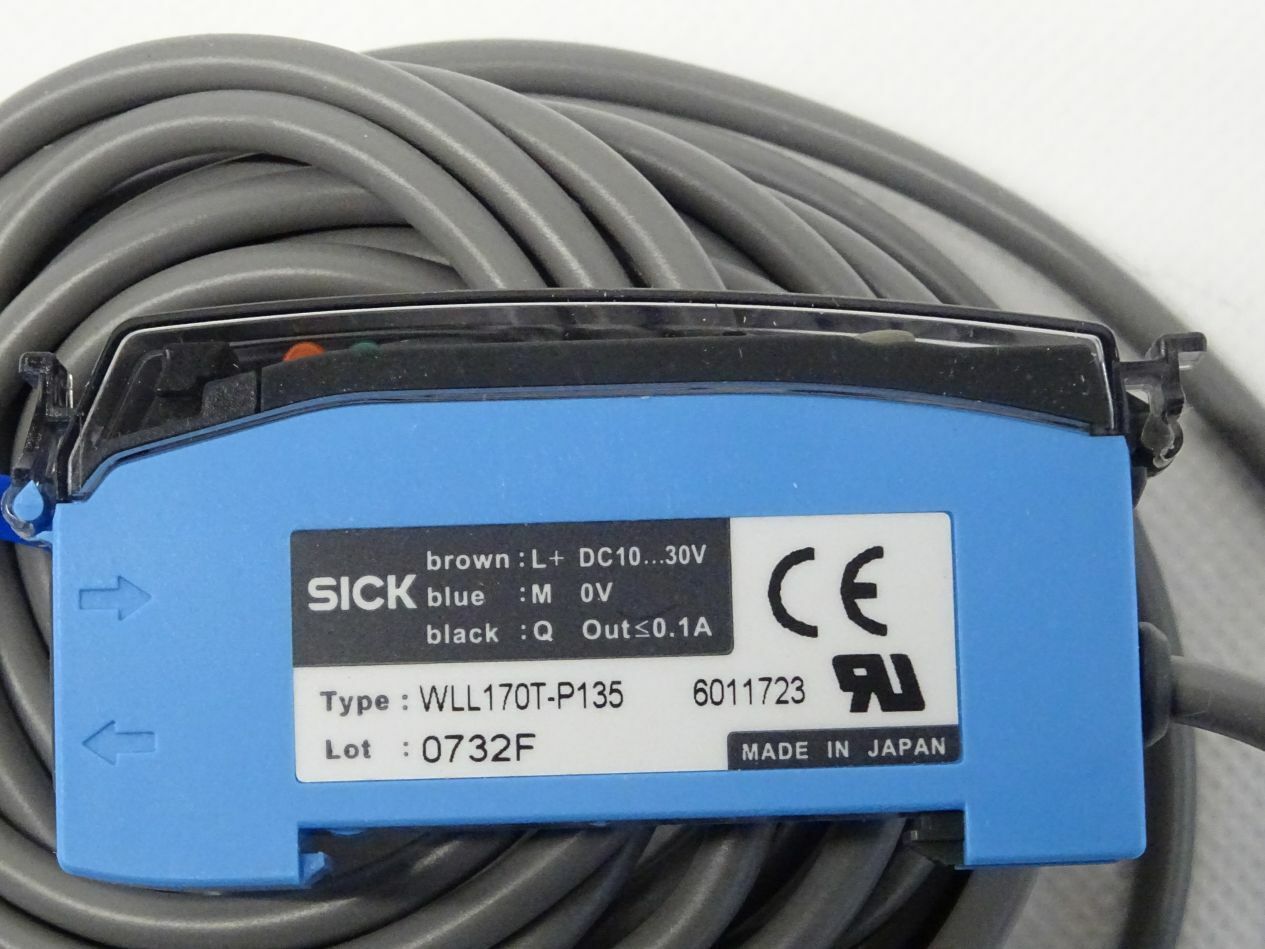 SICK
brown : L+ DC10...30V
blue : M 0V
black : Q Out≤0.1A
CE
Type : WLL170T-P135 6011723
RU
Lot : 0732F
MADE IN JAPAN